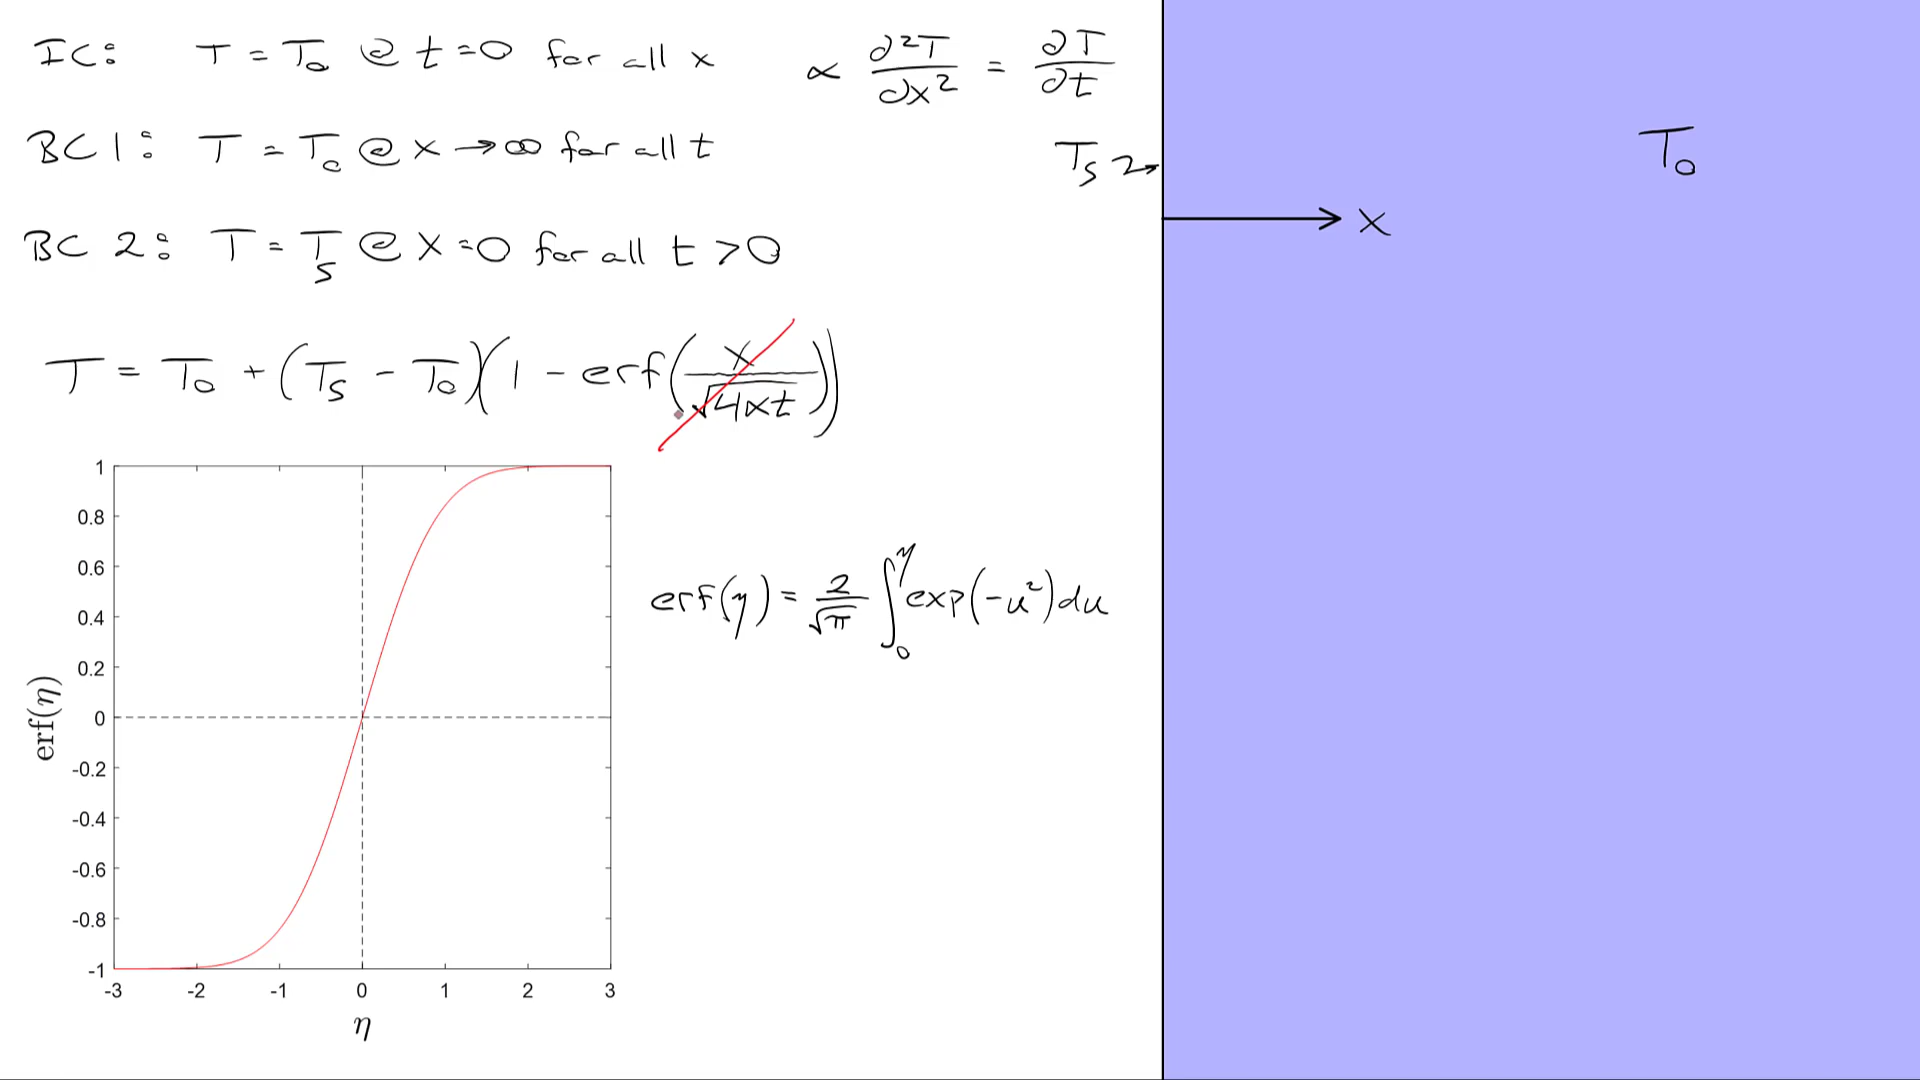 IC: T = T₀ @ t = 0 for all x
α ∂²T/∂x² = ∂T/∂t
BC 1: T = T₀ @ x → ∞ for all t
Tₛ
T₀
x
BC 2: T = Tₛ @ x = 0 for all t > 0
T = T₀ + (Tₛ - T₀)(1 - erf(x/√4αt))
erf(η) = 2/√π ∫₀^η exp(-u²)du
erf(η)
1
0.8
0.6
0.4
0.2
0
-0.2
-0.4
-0.6
-0.8
-1
-3 -2 -1 0 1 2 3
η